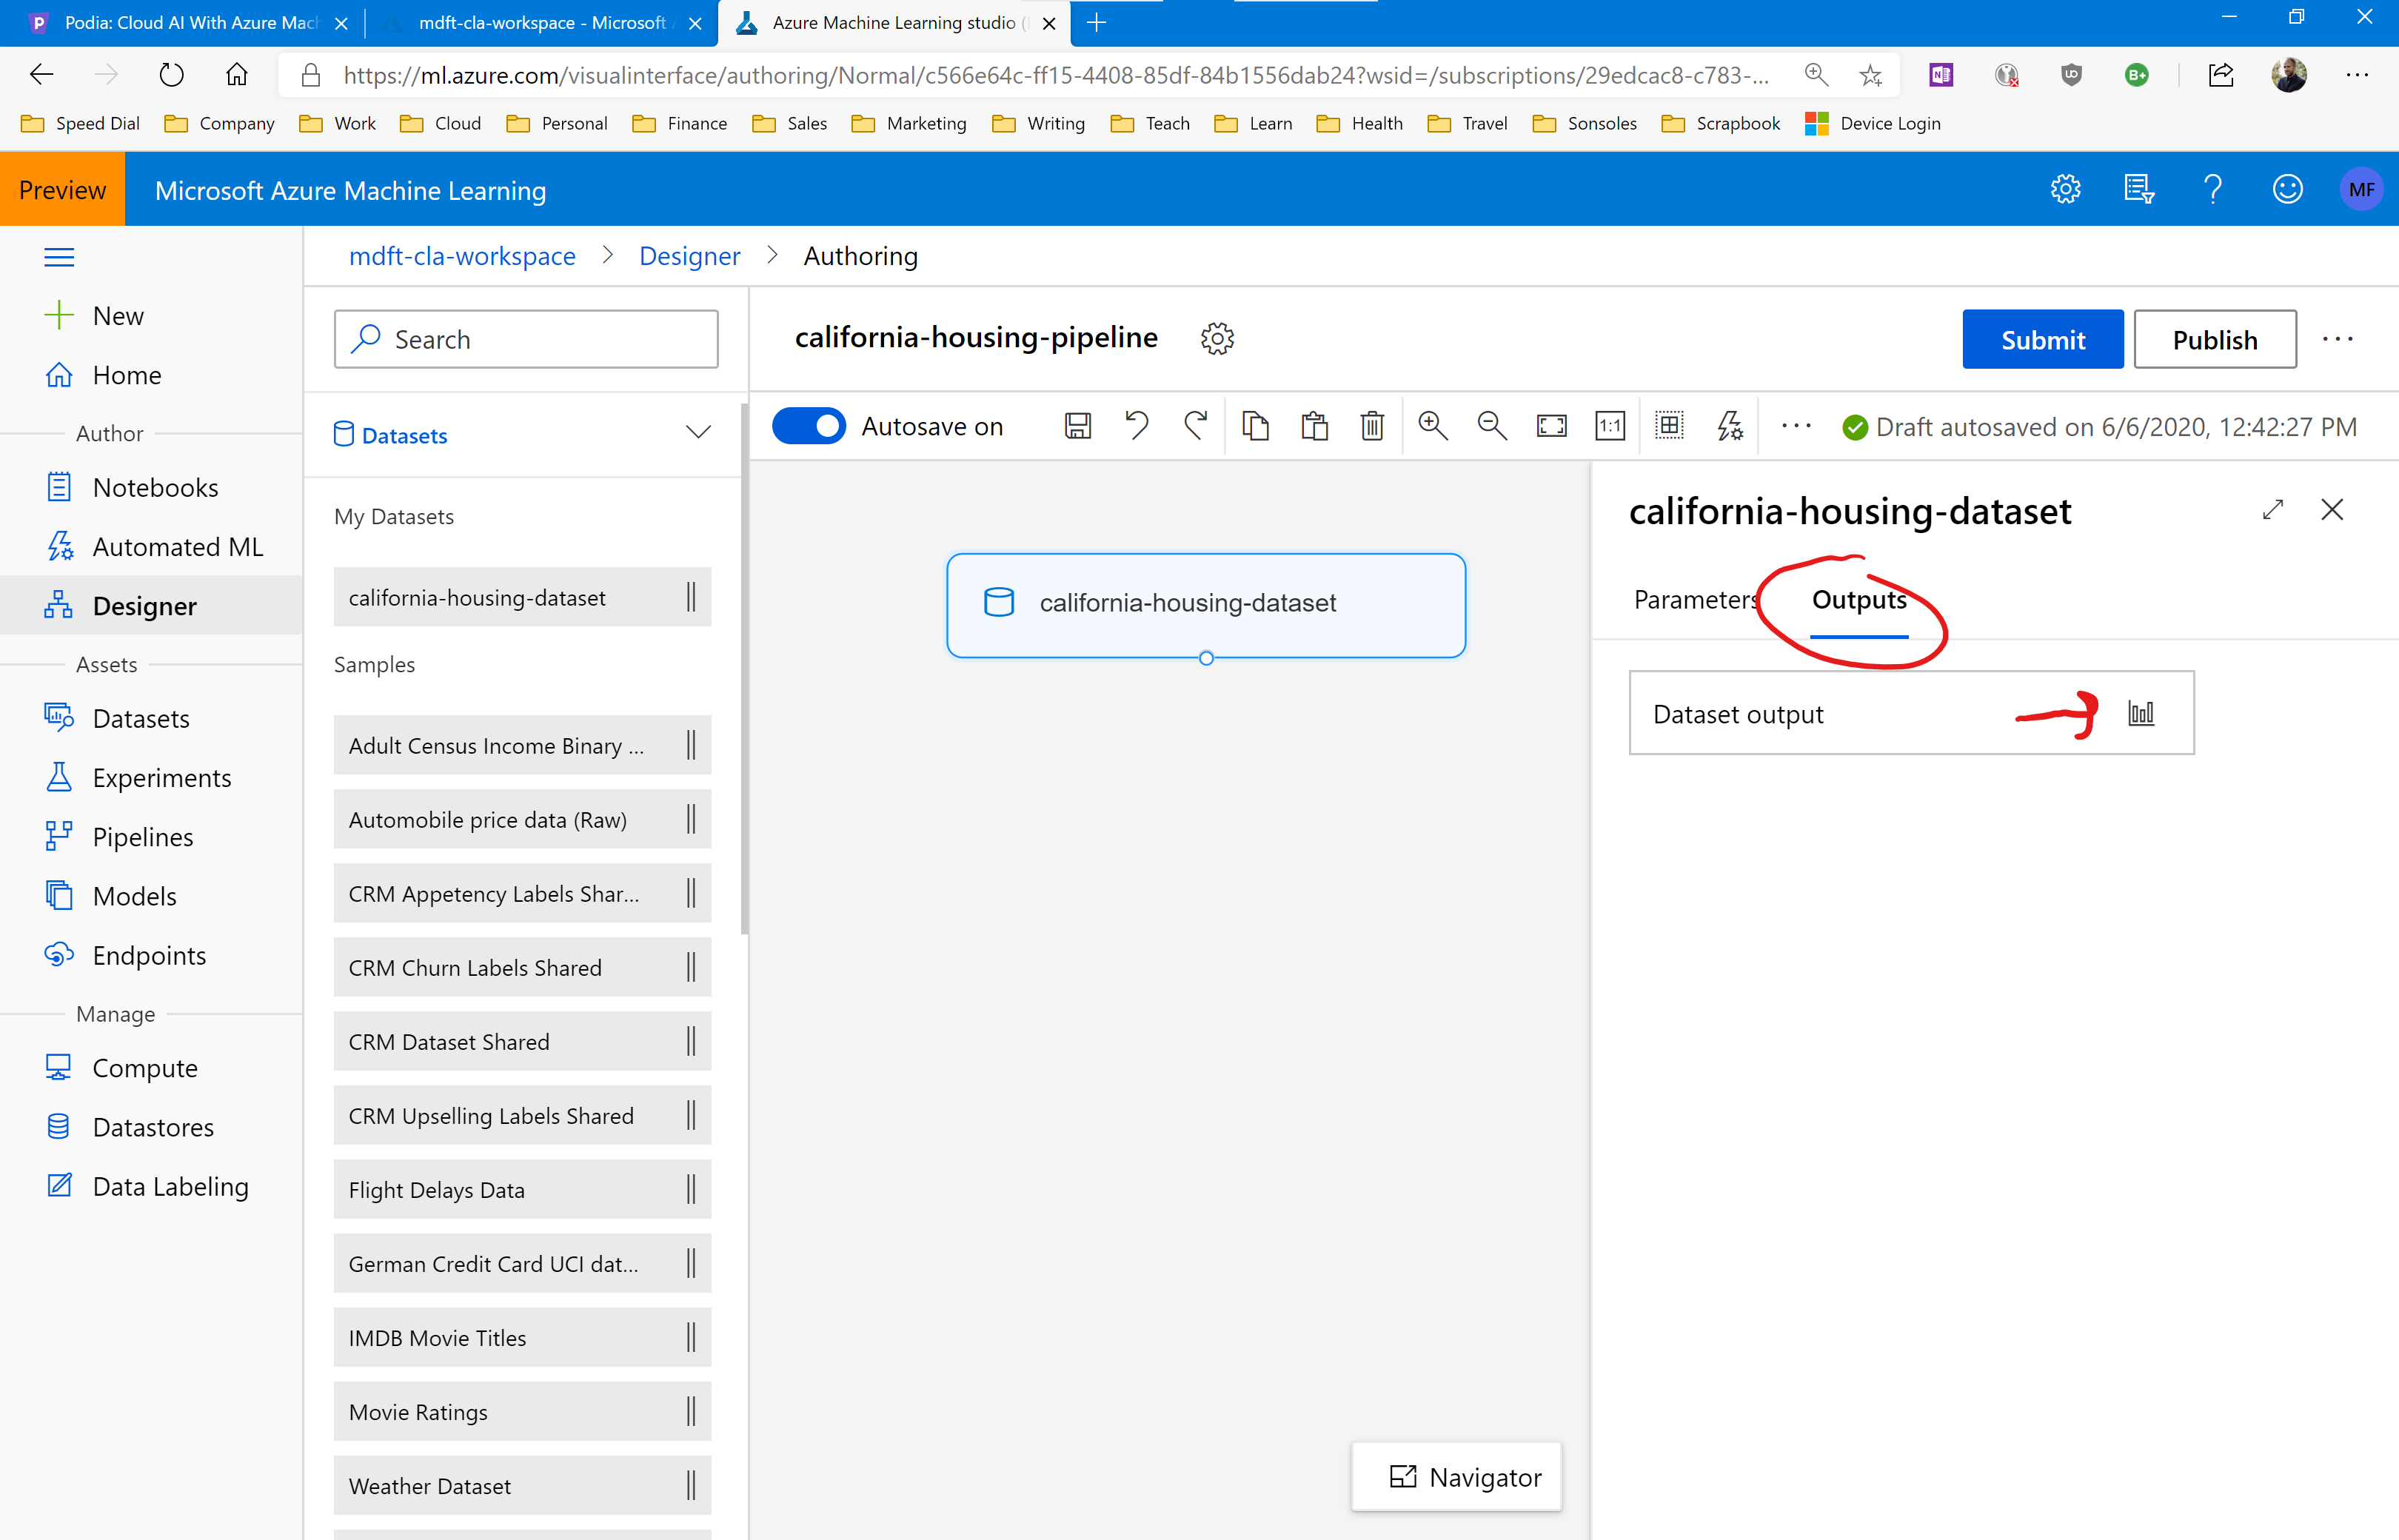 Podia: Cloud AI With Azure Mach
mdft-cla-workspace - Microsoft A
Azure Machine Learning studio (
https://ml.azure.com/visualinterface/authoring/Normal/c566e64c-ff15-4408-85df-84b1556dab24?wsid=/subscriptions/29edcac8-c783-...
Speed Dial
Company
Work
Cloud
Personal
Finance
Sales
Marketing
Writing
Teach
Learn
Health
Travel
Sonsoles
Scrapbook
Device Login
Preview
Microsoft Azure Machine Learning
MF
mdft-cla-workspace > Designer > Authoring
New
Home
Author
Notebooks
Automated ML
Designer
Assets
Datasets
Experiments
Pipelines
Models
Endpoints
Manage
Compute
Datastores
Data Labeling
Search
Datasets
My Datasets
california-housing-dataset
Samples
Adult Census Income Binary ...
Automobile price data (Raw)
CRM Appetency Labels Shar...
CRM Churn Labels Shared
CRM Dataset Shared
CRM Upselling Labels Shared
Flight Delays Data
German Credit Card UCI dat...
IMDB Movie Titles
Movie Ratings
Weather Dataset
california-housing-pipeline
Submit
Publish
Autosave on
1:1
Draft autosaved on 6/6/2020, 12:42:27 PM
california-housing-dataset
Navigator
california-housing-dataset
Parameters
Outputs
Dataset output